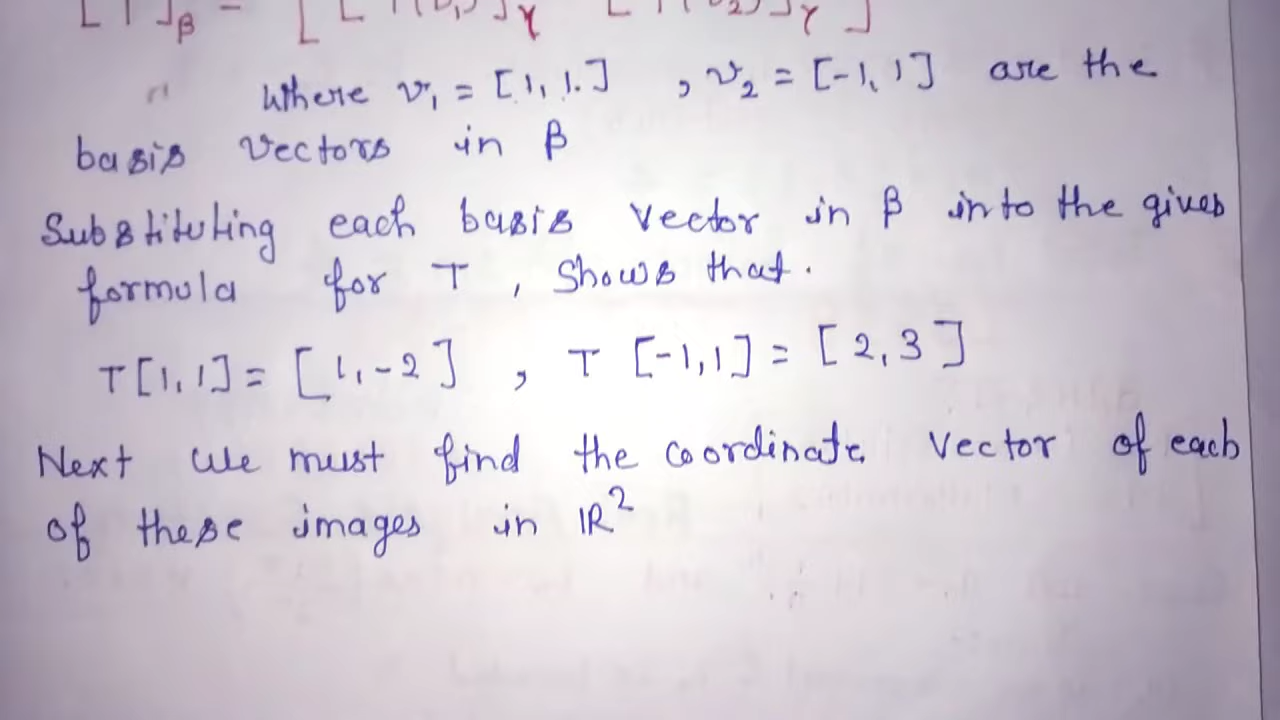 where v₁ = [1, 1.] , v₂ = [-1, 1] are the
basis vectors in β
Substituting each basis vector in β into the gives
formula for T , shows that.
T[1, 1] = [1, -2] , T [-1, 1] = [2, 3]
Next we must find the coordinate vector of each
of these images in ℝ²